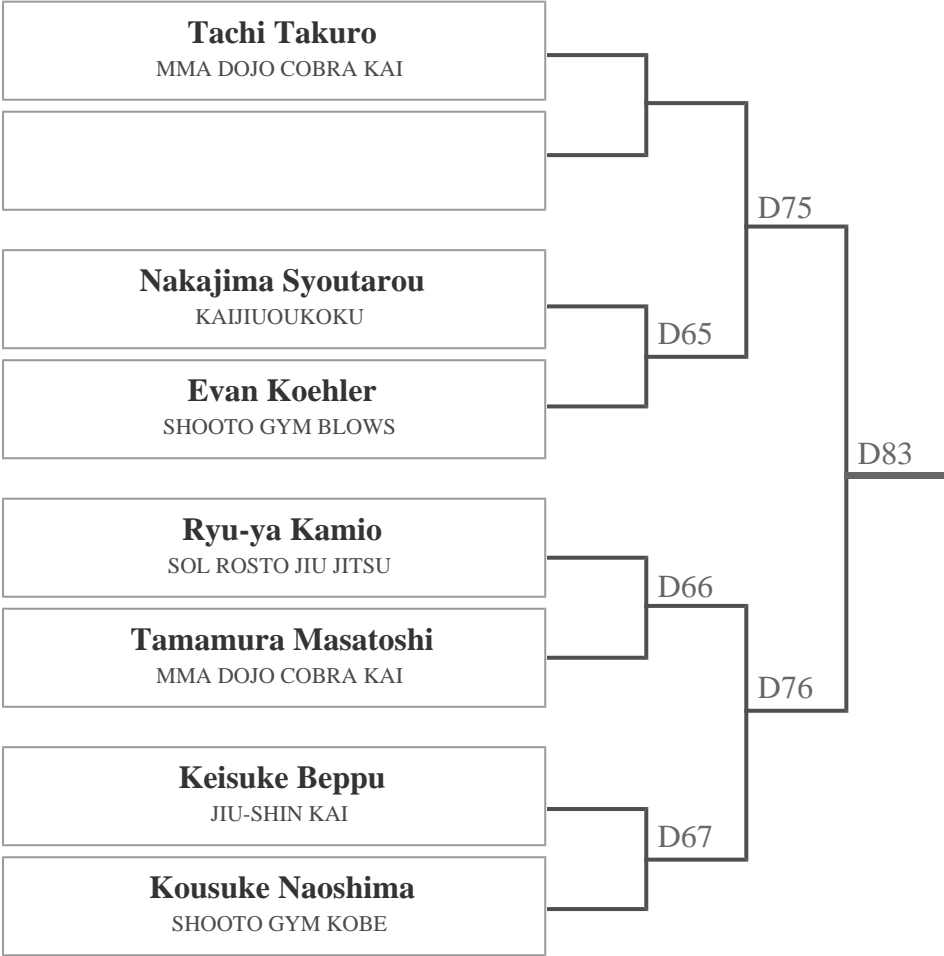 Tachi Takuro
MMA DOJO COBRA KAI
D75
Nakajima Syoutarou
KAIJIUOUKOKU
D65
Evan Koehler
SHOOTO GYM BLOWS
D83
Ryu-ya Kamio
SOL ROSTO JIU JITSU
D66
Tamamura Masatoshi
MMA DOJO COBRA KAI
D76
Keisuke Beppu
JIU-SHIN KAI
D67
Kousuke Naoshima
SHOOTO GYM KOBE